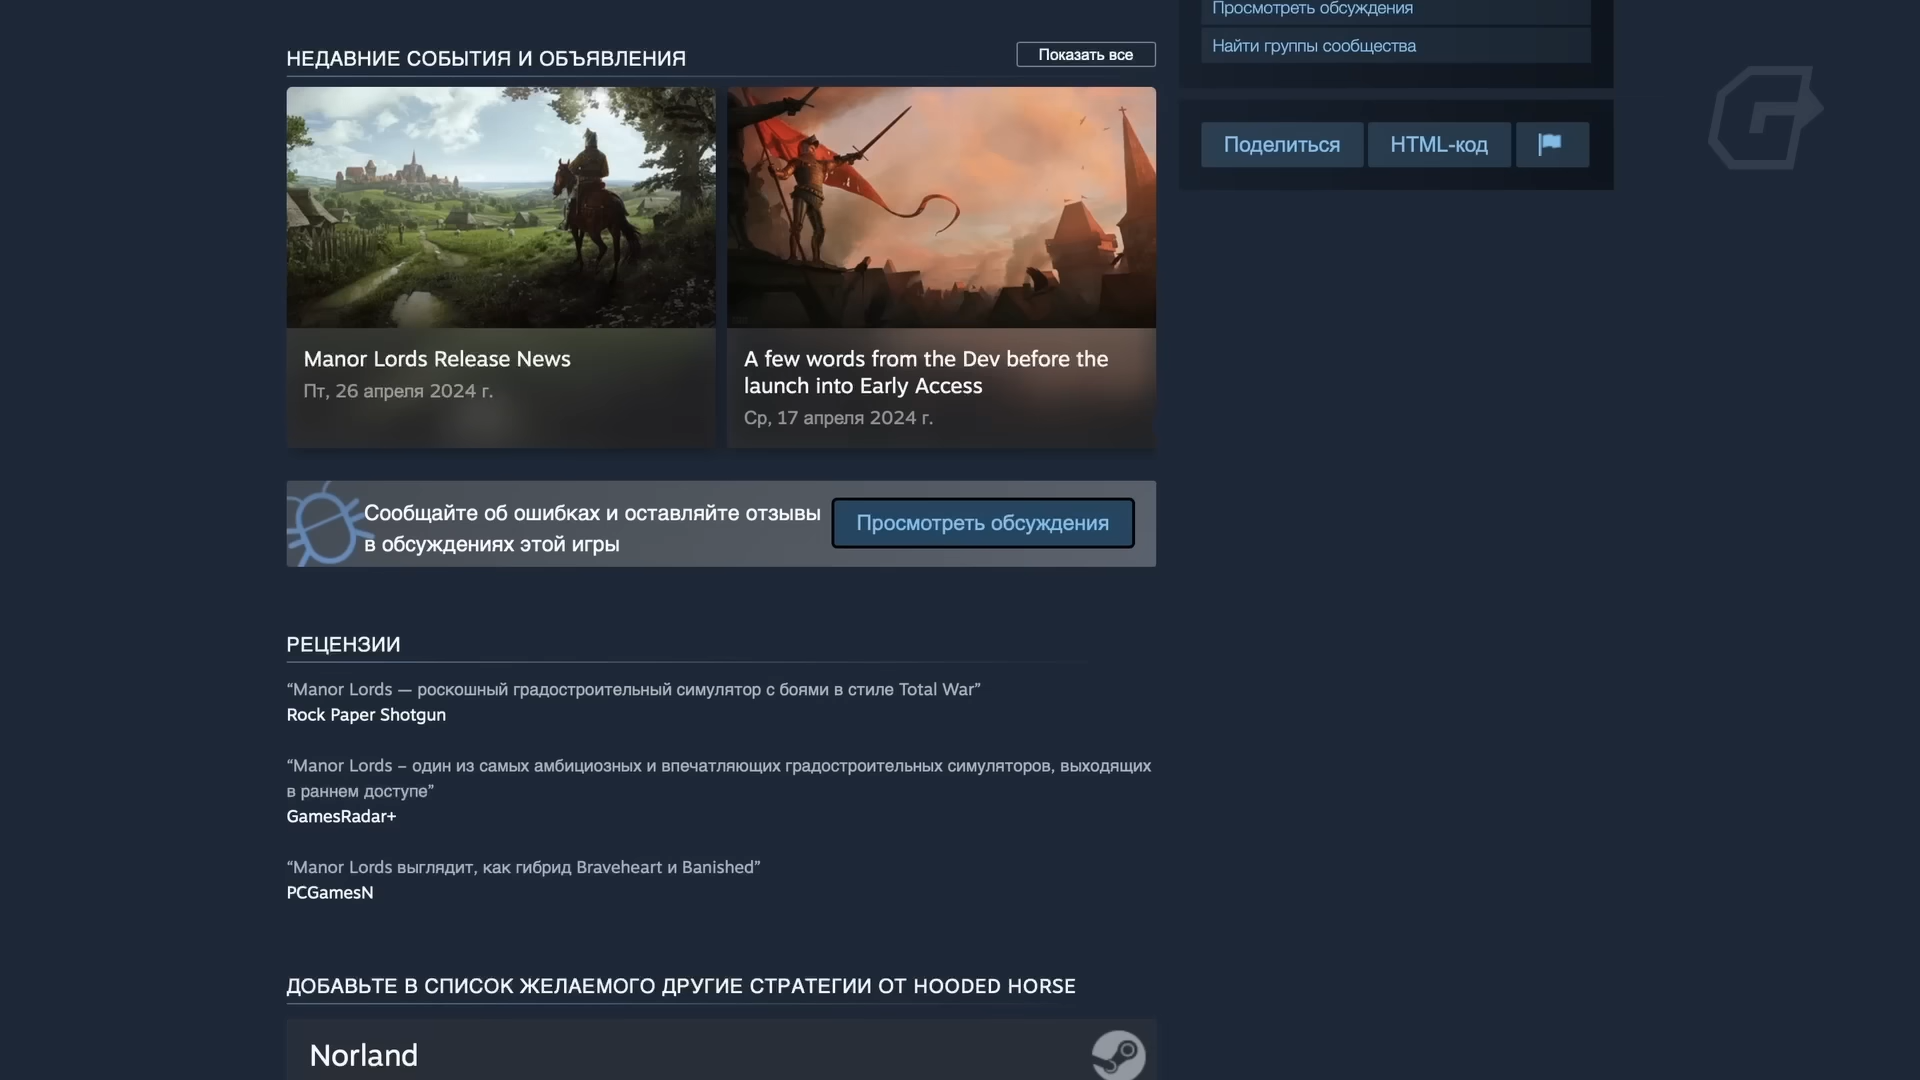 Просмотреть обсуждения
Найти группы сообщества
НЕДАВНИЕ СОБЫТИЯ И ОБЪЯВЛЕНИЯ
Показать все
Поделиться
HTML-код
Manor Lords Release News
Пт, 26 апреля 2024 г.
A few words from the Dev before the
launch into Early Access
Ср, 17 апреля 2024 г.
Сообщайте об ошибках и оставляйте отзывы
в обсуждениях этой игры
Просмотреть обсуждения
РЕЦЕНЗИИ
“Manor Lords — роскошный градостроительный симулятор с боями в стиле Total War”
Rock Paper Shotgun
“Manor Lords – один из самых амбициозных и впечатляющих градостроительных симуляторов, выходящих
в раннем доступе”
GamesRadar+
“Manor Lords выглядит, как гибрид Braveheart и Banished”
PCGamesN
ДОБАВЬТЕ В СПИСОК ЖЕЛАЕМОГО ДРУГИЕ СТРАТЕГИИ ОТ HOODED HORSE
Norland